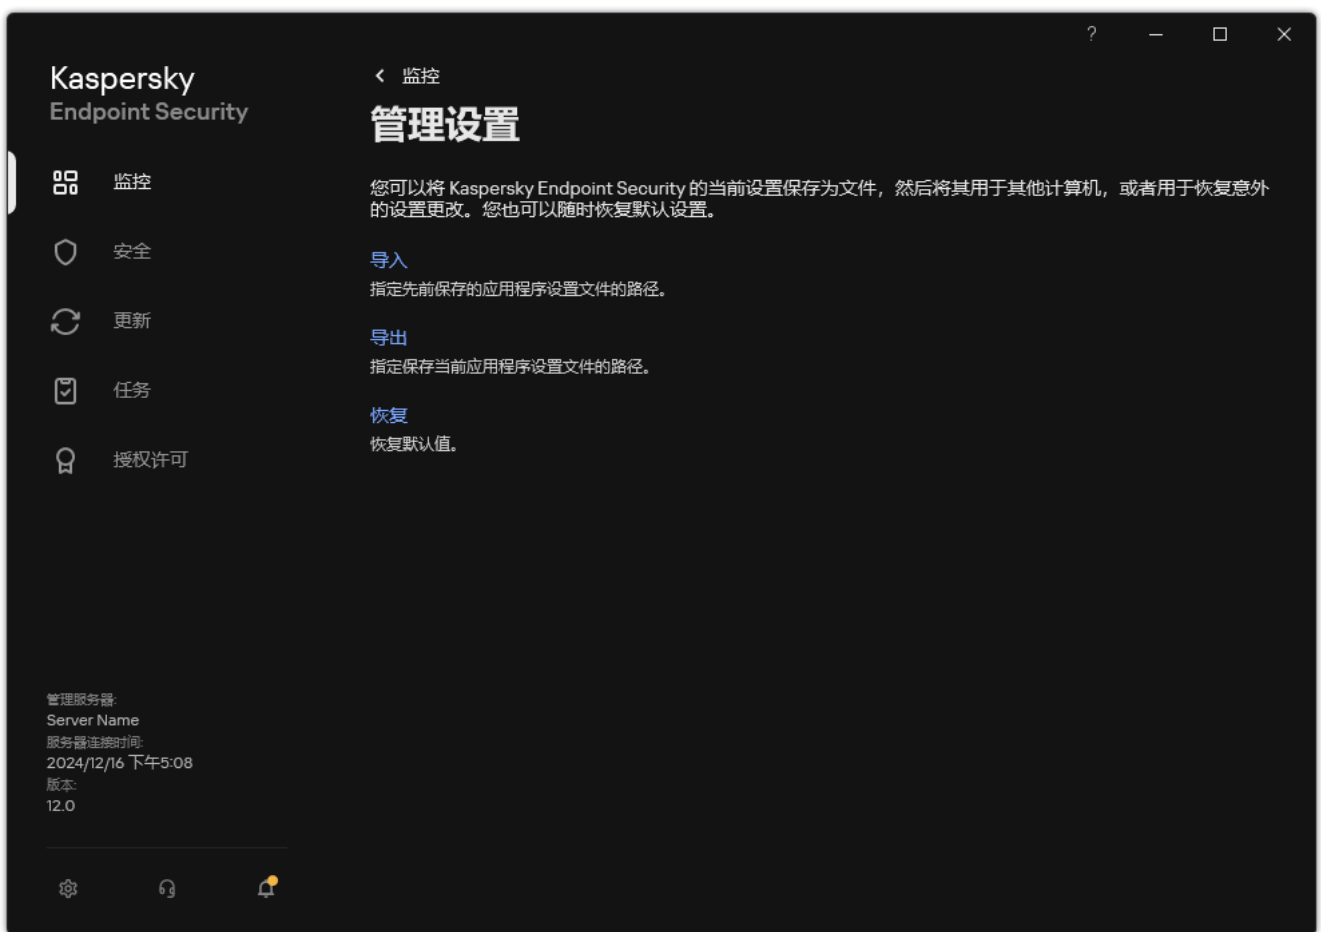 ?
Kaspersky
Endpoint Security
监控
安全
更新
任务
授权许可
管理服务器:
Server Name
服务器连接时间:
2024/12/16 下午5:08
版本:
12.0
监控
管理设置
您可以将 Kaspersky Endpoint Security 的当前设置保存为文件，然后将其用于其他计算机，或者用于恢复意外
的设置更改。您也可以随时恢复默认设置。
导入
指定先前保存的应用程序设置文件的路径。
导出
指定保存当前应用程序设置文件的路径。
恢复
恢复默认值。